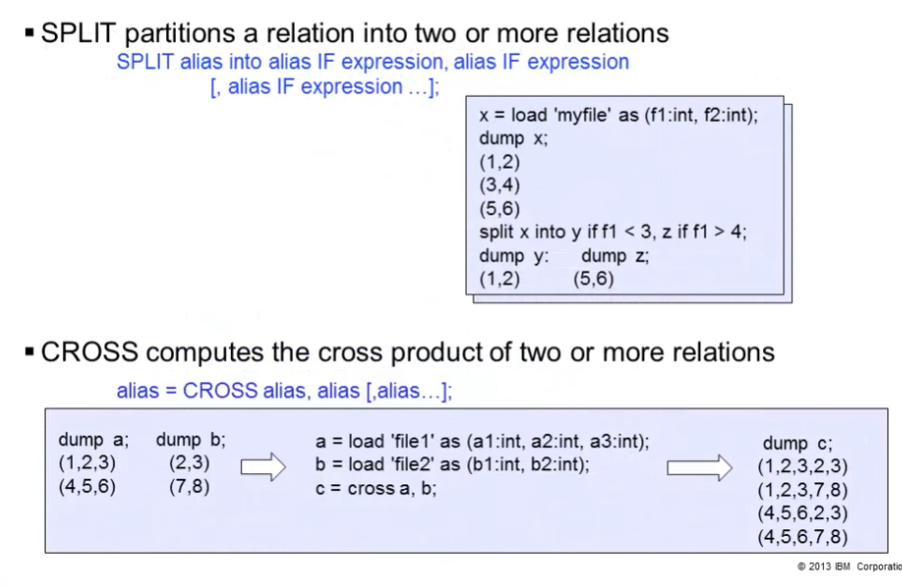 ▪ SPLIT partitions a relation into two or more relations
SPLIT alias into alias IF expression, alias IF expression
[, alias IF expression ...];
x = load 'myfile' as (f1:int, f2:int);
dump x;
(1,2)
(3,4)
(5,6)
split x into y if f1 < 3, z if f1 > 4;
dump y: dump z;
(1,2) (5,6)
▪ CROSS computes the cross product of two or more relations
alias = CROSS alias, alias [,alias...];
dump a; dump b;
(1,2,3) (2,3)
(4,5,6) (7,8)
a = load 'file1' as (a1:int, a2:int, a3:int);
b = load 'file2' as (b1:int, b2:int);
c = cross a, b;
dump c;
(1,2,3,2,3)
(1,2,3,7,8)
(4,5,6,2,3)
(4,5,6,7,8)
© 2013 IBM Corporatio